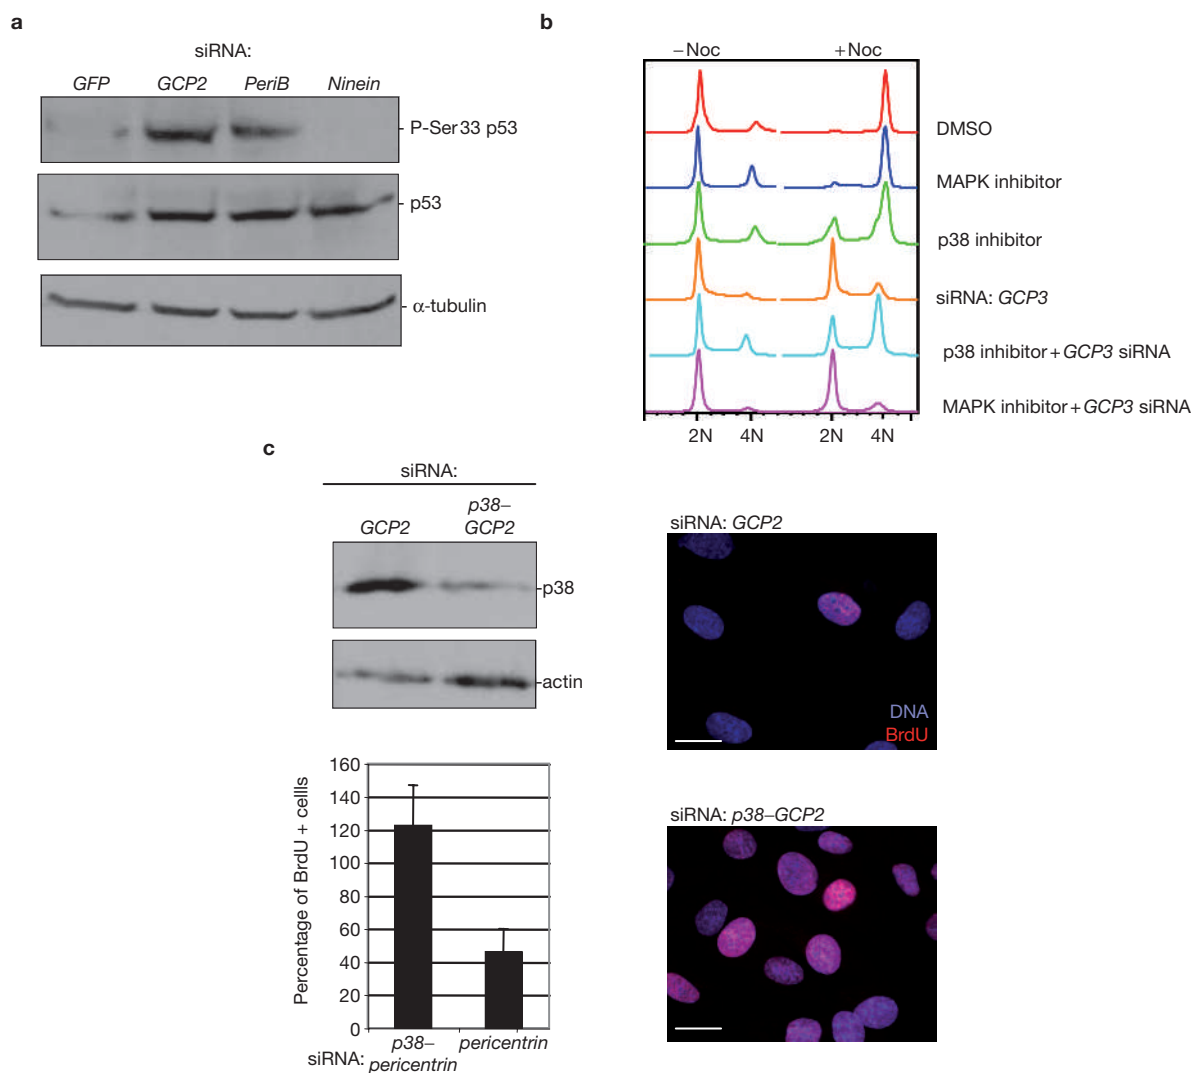 a
siRNA:
GFP GCP2 PeriB Ninein
P-Ser33 p53
p53
α-tubulin
b
–Noc +Noc
DMSO
MAPK inhibitor
p38 inhibitor
siRNA: GCP3
p38 inhibitor+GCP3 siRNA
MAPK inhibitor+GCP3 siRNA
2N 4N 2N 4N
c
siRNA:
GCP2 p38–
GCP2
p38
actin
160
140
120
100
80
60
40
20
0
Percentage of BrdU + cellls
siRNA: p38–
pericentrin
pericentrin
siRNA: GCP2
DNA
BrdU
siRNA: p38–GCP2